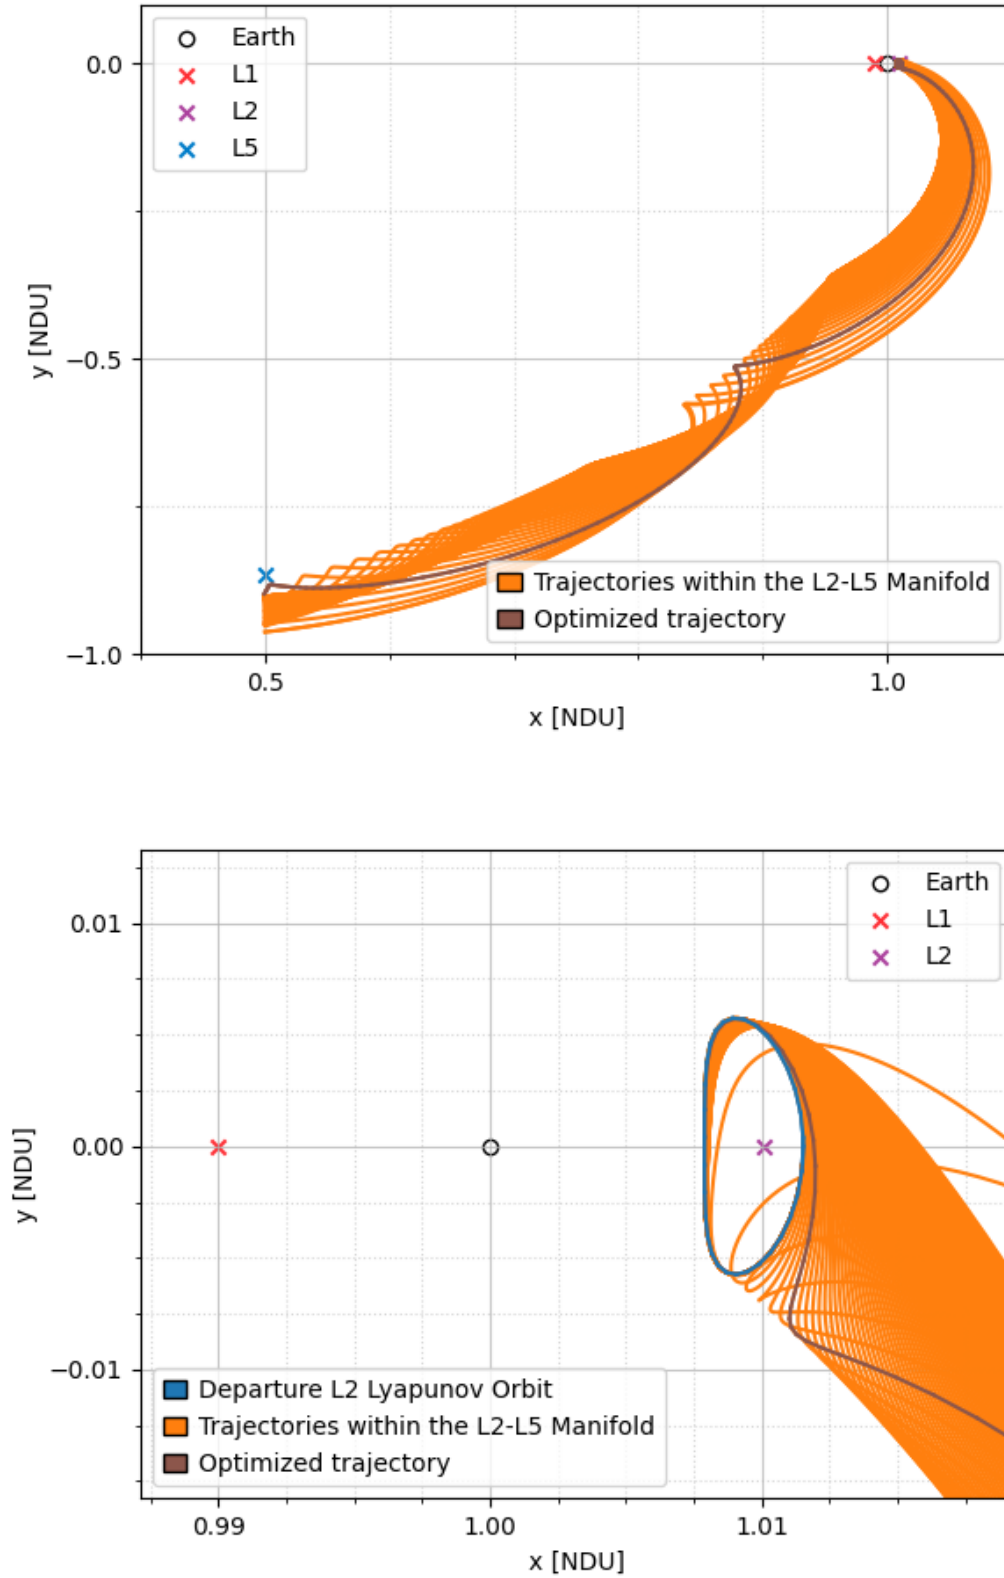 Earth
L1
L2
L5
0.0
−0.5
−1.0
y [NDU]
Trajectories within the L2-L5 Manifold
Optimized trajectory
0.5
1.0
x [NDU]
Earth
L1
L2
0.01
0.00
−0.01
y [NDU]
Departure L2 Lyapunov Orbit
Trajectories within the L2-L5 Manifold
Optimized trajectory
0.99
1.00
1.01
x [NDU]